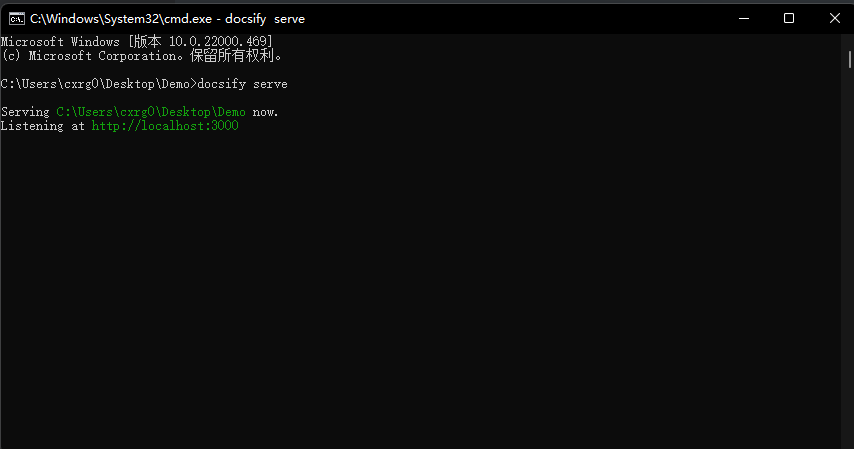 C:\Windows\System32\cmd.exe - docsify serve
Microsoft Windows [版本 10.0.22000.469]
(c) Microsoft Corporation。保留所有权利。
C:\Users\cxrg0\Desktop\Demo>docsify serve
Serving C:\Users\cxrg0\Desktop\Demo now.
Listening at http://localhost:3000